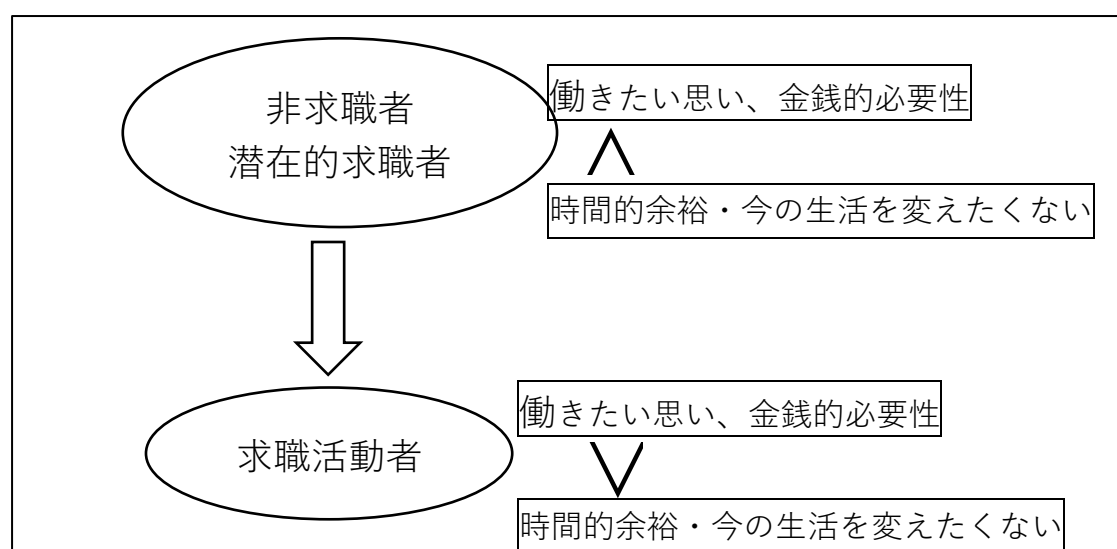 非求職者
潜在的求職者
働きたい思い、金銭的必要性
時間的余裕・今の生活を変えたくない
求職活動者
働きたい思い、金銭的必要性
時間的余裕・今の生活を変えたくない